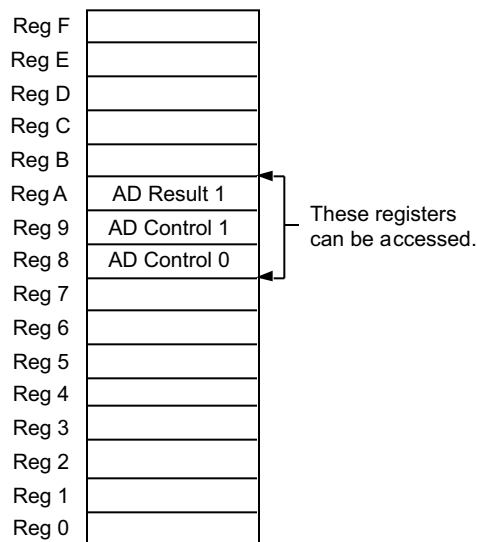 Reg F
Reg E
Reg D
Reg C
Reg B
Reg A AD Result 1
Reg 9 AD Control 1
Reg 8 AD Control 0
These registers
can be accessed.
Reg 7
Reg 6
Reg 5
Reg 4
Reg 3
Reg 2
Reg 1
Reg 0